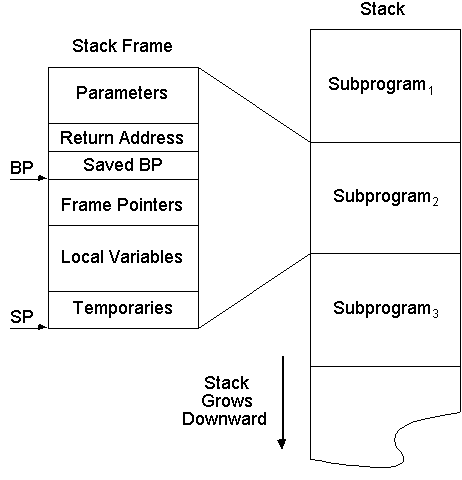 Stack
Stack Frame
Parameters
Subprogram1
Return Address
BP
Saved BP
Frame Pointers
Subprogram2
Local Variables
Temporaries
Subprogram3
SP
Stack
Grows
Downward